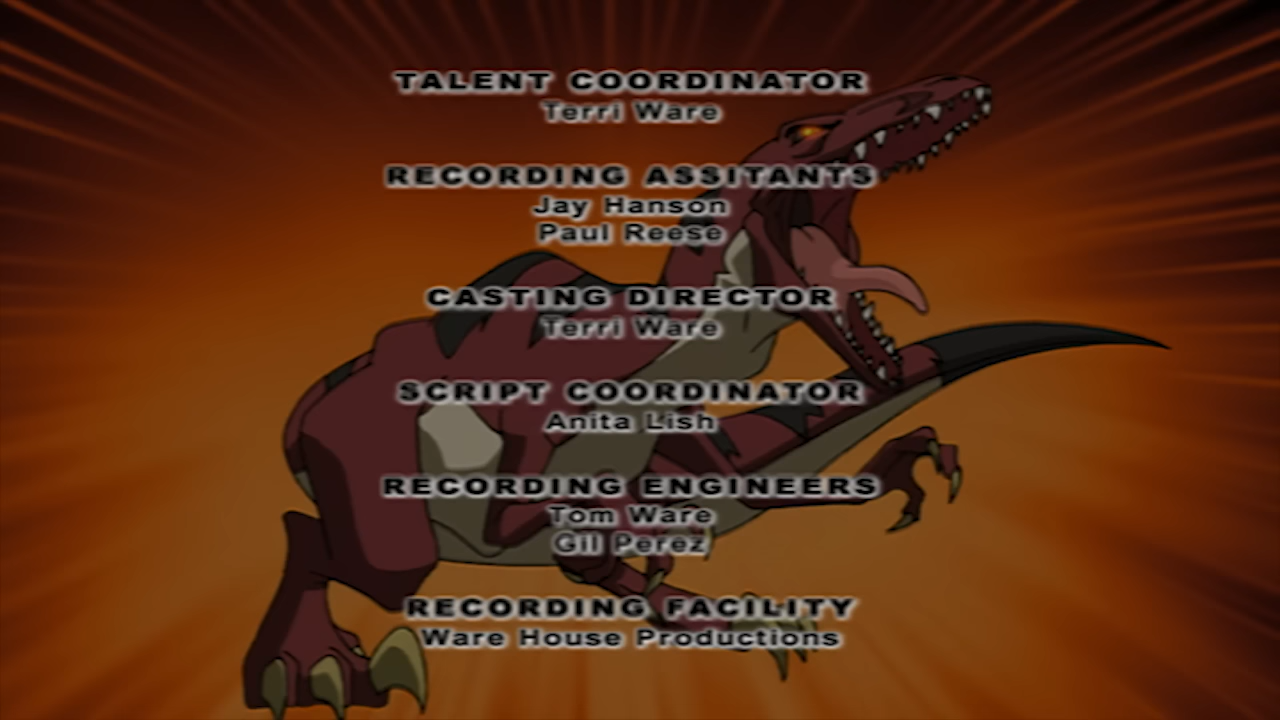 TALENT COORDINATOR
Terri Ware
RECORDING ASSITANTS
Jay Hanson
Paul Reese
CASTING DIRECTOR
Terri Ware
SCRIPT COORDINATOR
Anita Lish
RECORDING ENGINEERS
Tom Ware
Gil Perez
RECORDING FACILITY
Ware House Productions